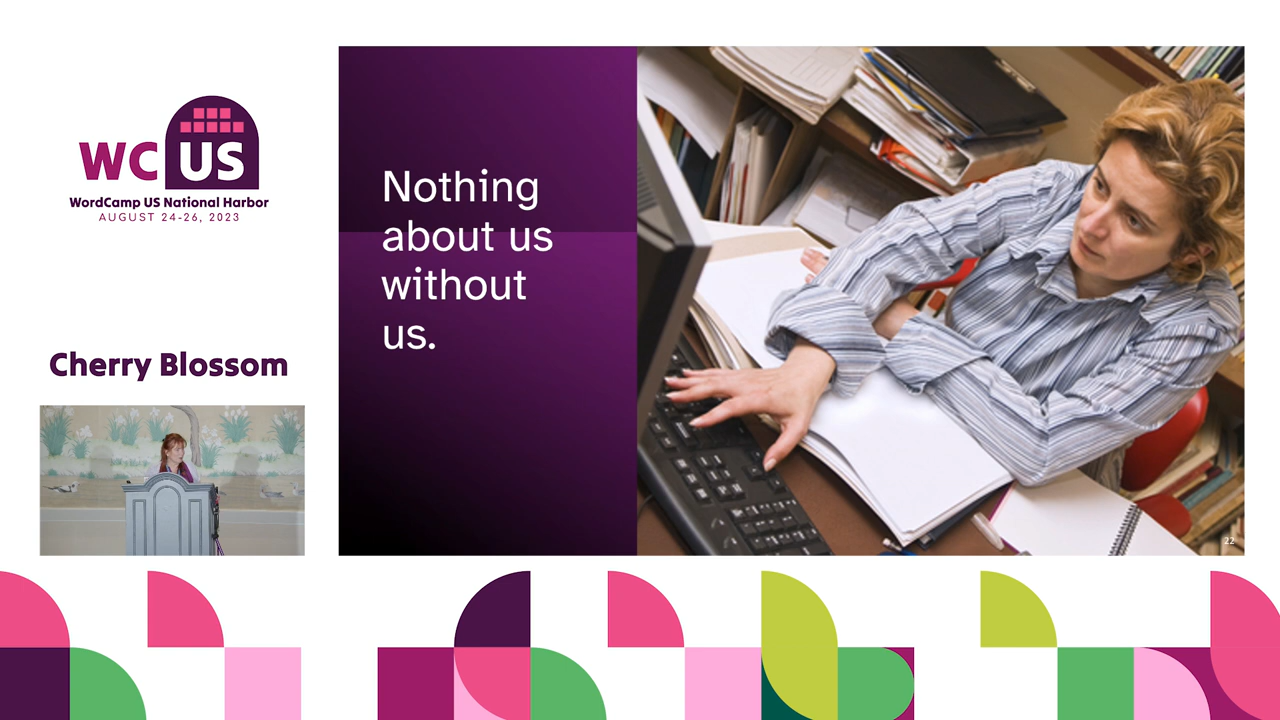 WC US
WordCamp US National Harbor
AUGUST 24-26, 2023
Cherry Blossom
Nothing
about us
without
us.
22